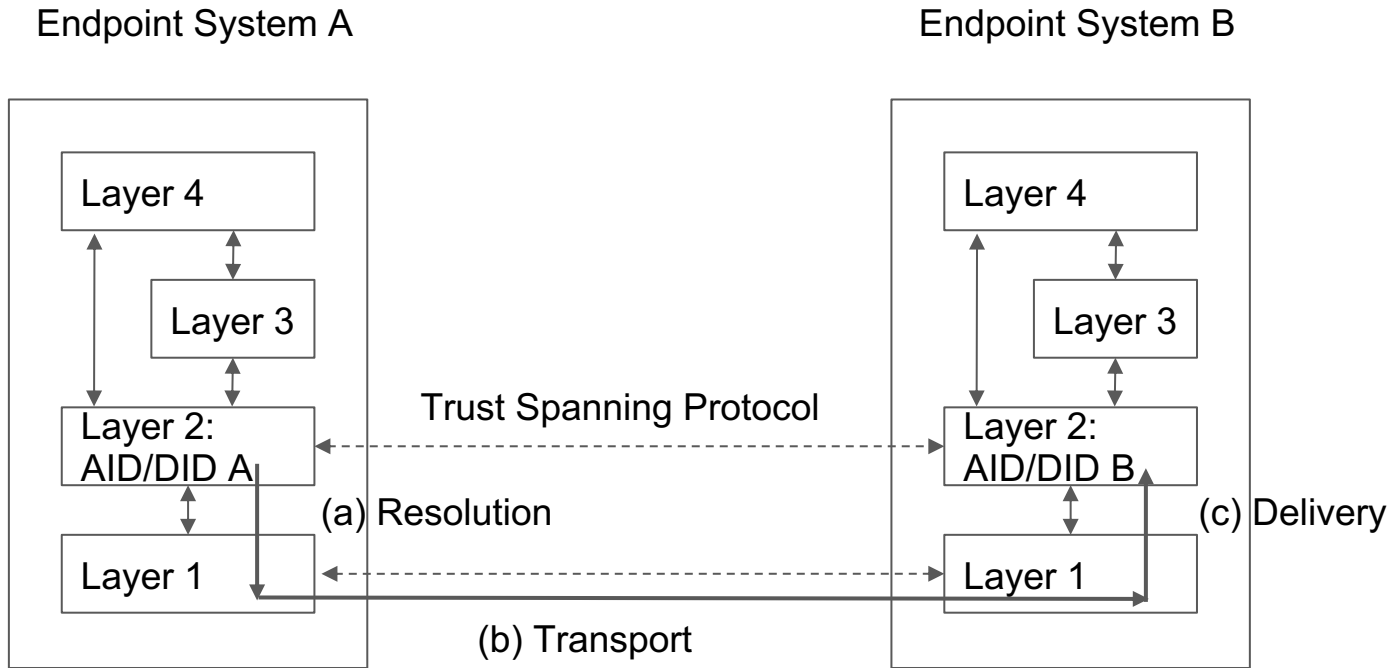 Endpoint System A
Endpoint System B
Layer 4
Layer 3
Layer 2:
AID/DID A
Layer 1
Trust Spanning Protocol
(a) Resolution
(b) Transport
Layer 4
Layer 3
Layer 2:
AID/DID B
(c) Delivery
Layer 1